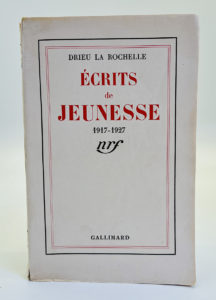 DRIEU LA ROCHELLE
ÉCRITS
de
JEUNESSE
1917-1927
nrf
GALLIMARD